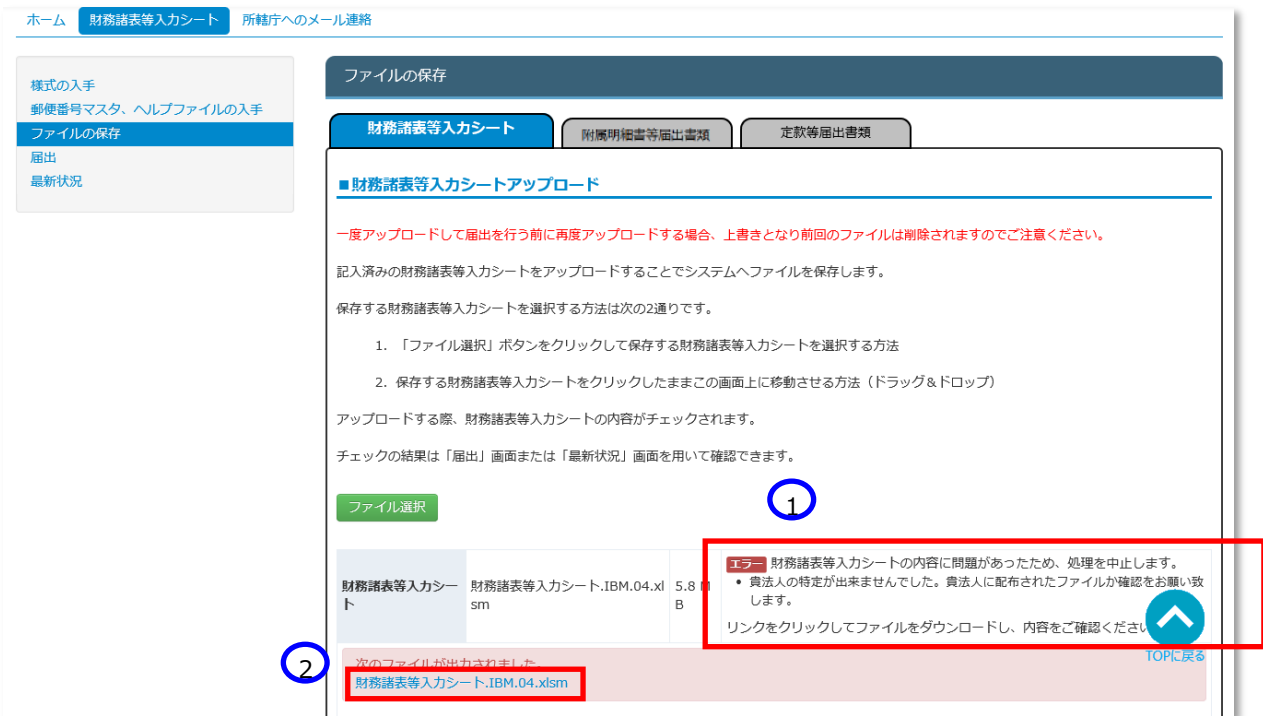 ホーム 財務諸表等入力シート 所轄庁へのメール連絡
様式の入手
郵便番号マスタ、ヘルプファイルの入手
ファイルの保存
届出
最新状況
ファイルの保存
財務諸表等入力シート 附属明細書等届出書類 定款等届出書類
■財務諸表等入力シートアップロード
一度アップロードして届出を行う前に再度アップロードする場合、上書きとなり前回のファイルは削除されますのでご注意ください。
記入済みの財務諸表等入力シートをアップロードすることでシステムへファイルを保存します。
保存する財務諸表等入力シートを選択する方法は次の2通りです。
1. 「ファイル選択」ボタンをクリックして保存する財務諸表等入力シートを選択する方法
2. 保存する財務諸表等入力シートをクリックしたままこの画面上に移動させる方法（ドラッグ＆ドロップ）
アップロードする際、財務諸表等入力シートの内容がチェックされます。
チェックの結果は「届出」画面または「最新状況」画面を用いて確認できます。
ファイル選択
1
財務諸表等入力シー
ト
財務諸表等入力シート.IBM.04.xl
sm
5.8 M
B
エラー 財務諸表等入力シートの内容に問題があったため、処理を中止します。
• 貴法人の特定が出来ませんでした。貴法人に配布されたファイルか確認をお願い致
します。
リンクをクリックしてファイルをダウンロードし、内容をご確認ください
TOPに戻る
2
次のファイルが出力されました。
財務諸表等入力シート.IBM.04.xlsm